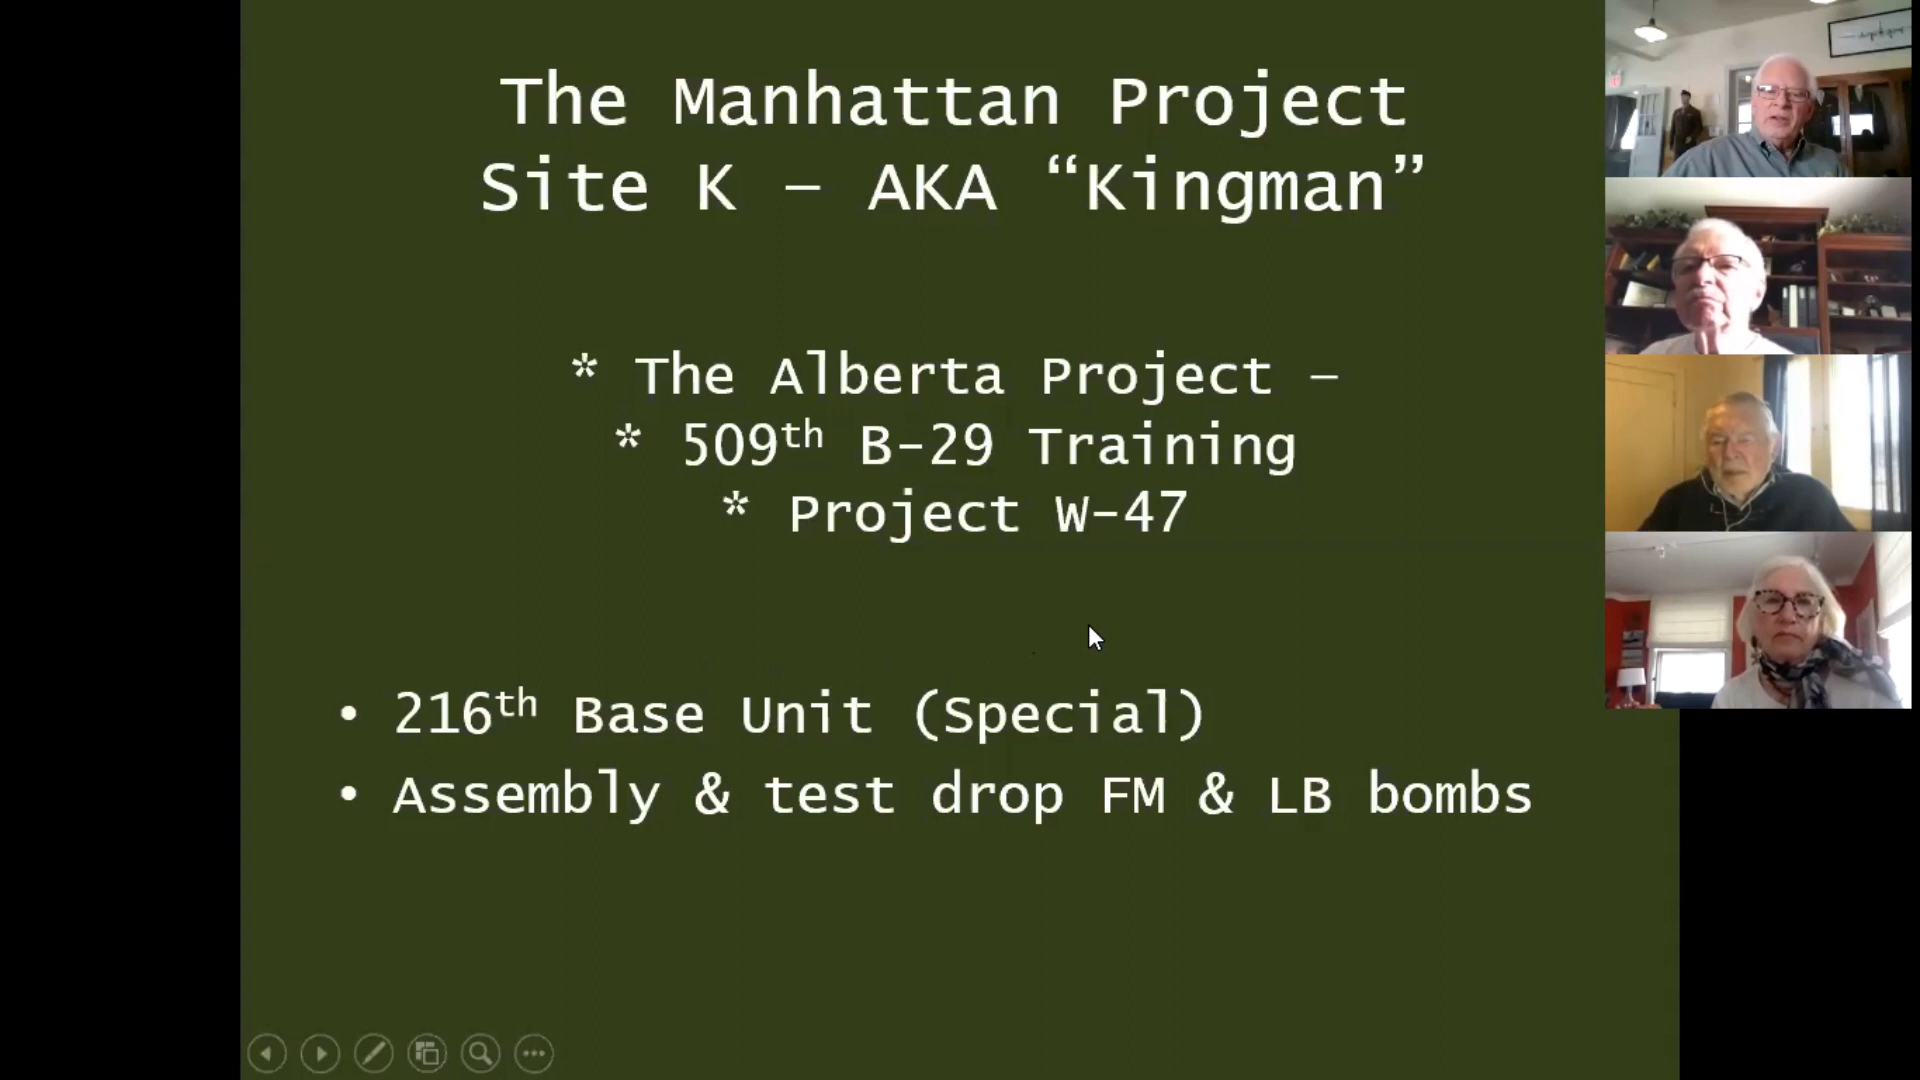 The Manhattan Project
Site K – AKA “Kingman”
* The Alberta Project –
* 509th B-29 Training
* Project W-47
• 216th Base Unit (Special)
• Assembly & test drop FM & LB bombs